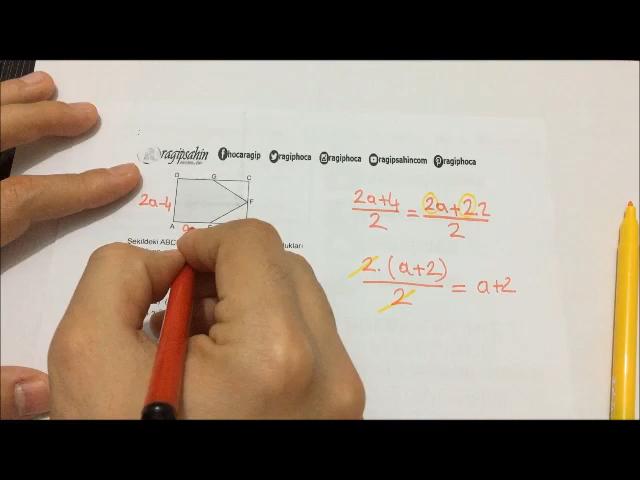 ragipsahin hocaragip ragiphoca ragiphoca ragipsahincom ragiphoca
D G C
2a-4 F
A
Şekildeki ABC
2a+4 / 2 = 2a+2.2 / 2
2.(a+2) / 2 = a+2